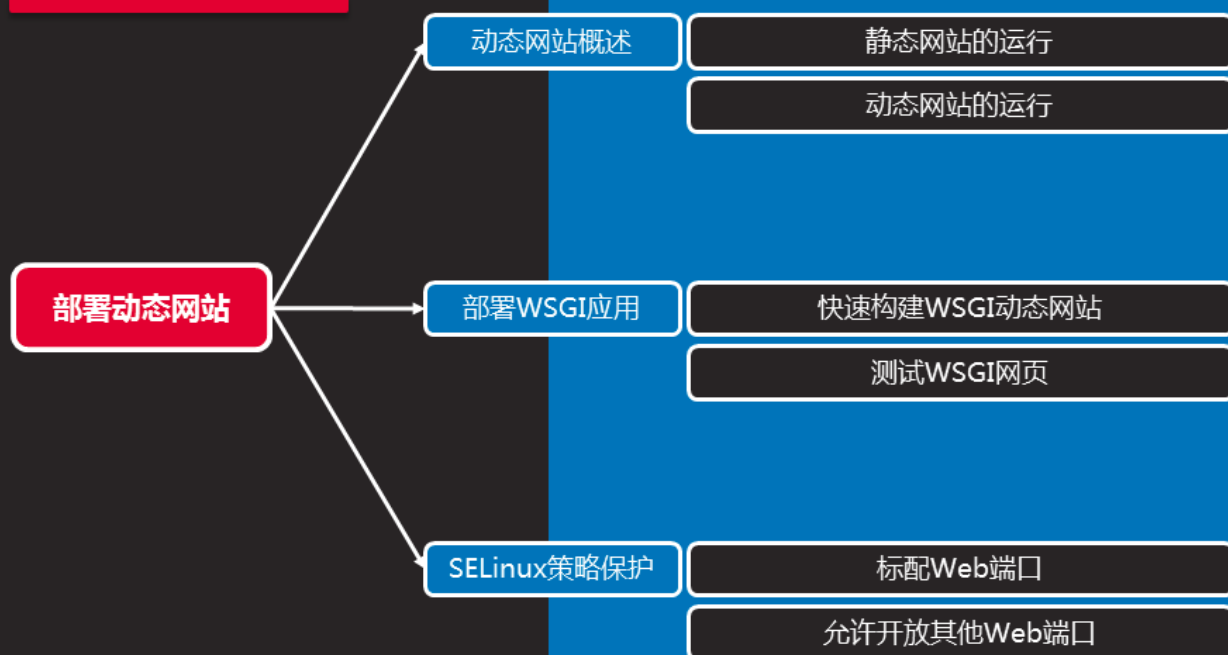 部署动态网站
动态网站概述
静态网站的运行
动态网站的运行
部署WSGI应用
快速构建WSGI动态网站
测试WSGI网页
SELinux策略保护
标配Web端口
允许开放其他Web端口